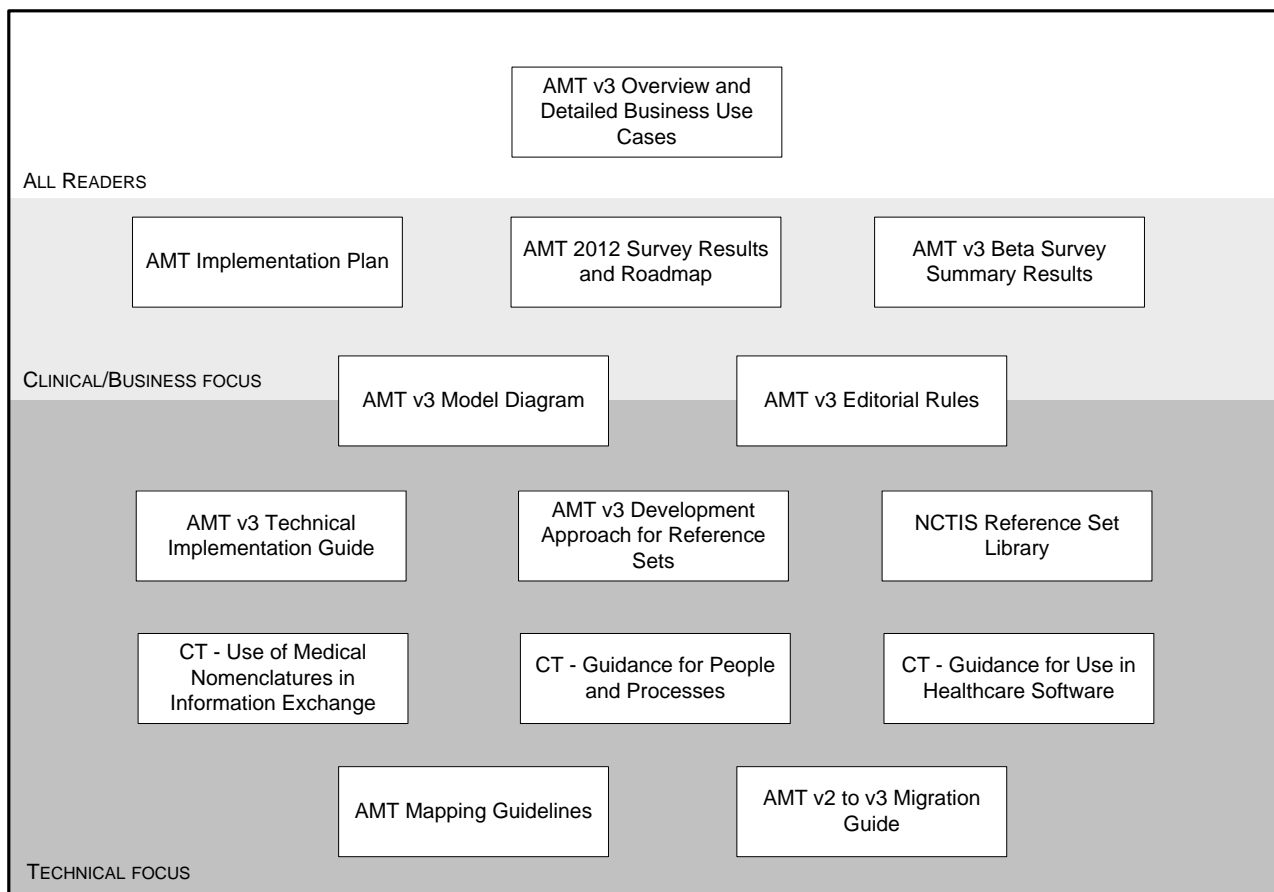 AMT v3 Overview and
Detailed Business Use
Cases
ALL READERS
AMT Implementation Plan
AMT 2012 Survey Results
and Roadmap
AMT v3 Beta Survey
Summary Results
CLINICAL/BUSINESS FOCUS
AMT v3 Model Diagram
AMT v3 Editorial Rules
AMT v3 Technical
Implementation Guide
AMT v3 Development
Approach for Reference
Sets
NCTIS Reference Set
Library
CT - Use of Medical
Nomenclatures in
Information Exchange
CT - Guidance for People
and Processes
CT - Guidance for Use in
Healthcare Software
AMT Mapping Guidelines
AMT v2 to v3 Migration
Guide
TECHNICAL FOCUS